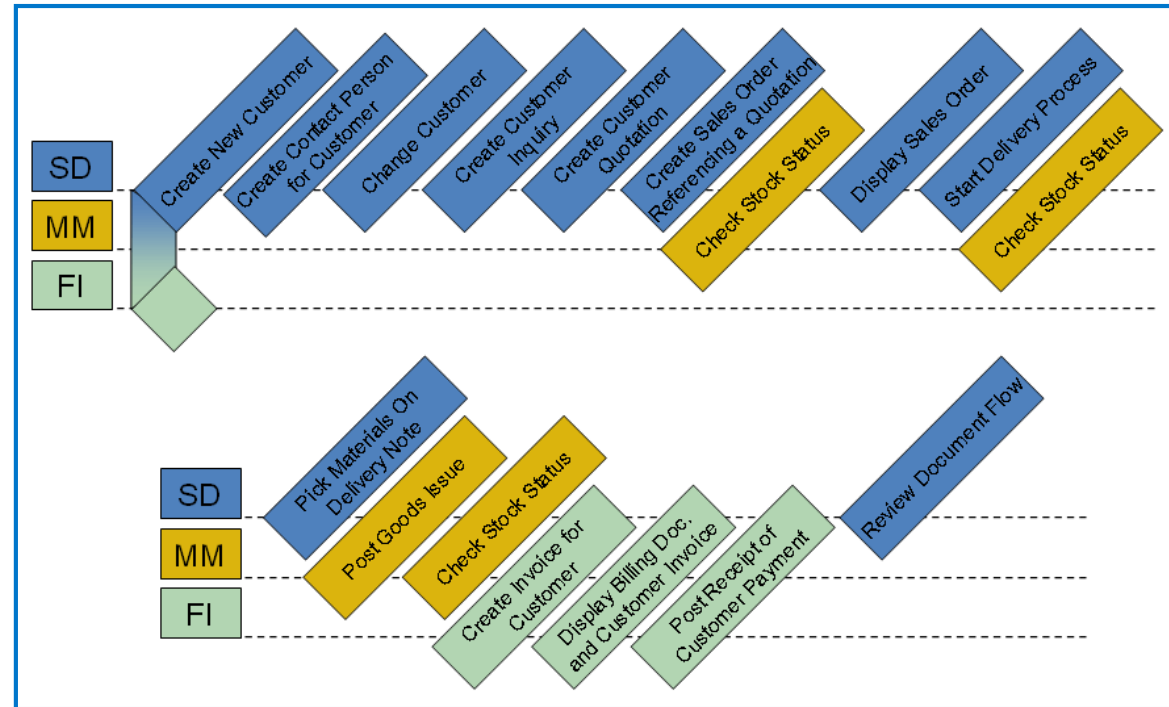 SD
MM
FI
Create New Customer
Create Contact Person
for Customer
Change Customer
Create Customer
Inquiry
Create Customer
Quotation
Create Sales Order
Referencing a Quotation
Check Stock Status
Display Sales Order
Start Delivery Process
Check Stock Status
SD
MM
FI
Pick Materials On
Delivery Note
Post Goods Issue
Check Stock Status
Create Invoice for
Customer
Display Billing Doc.
and Customer Invoice
Post Receipt of
Customer Payment
Review Document Flow